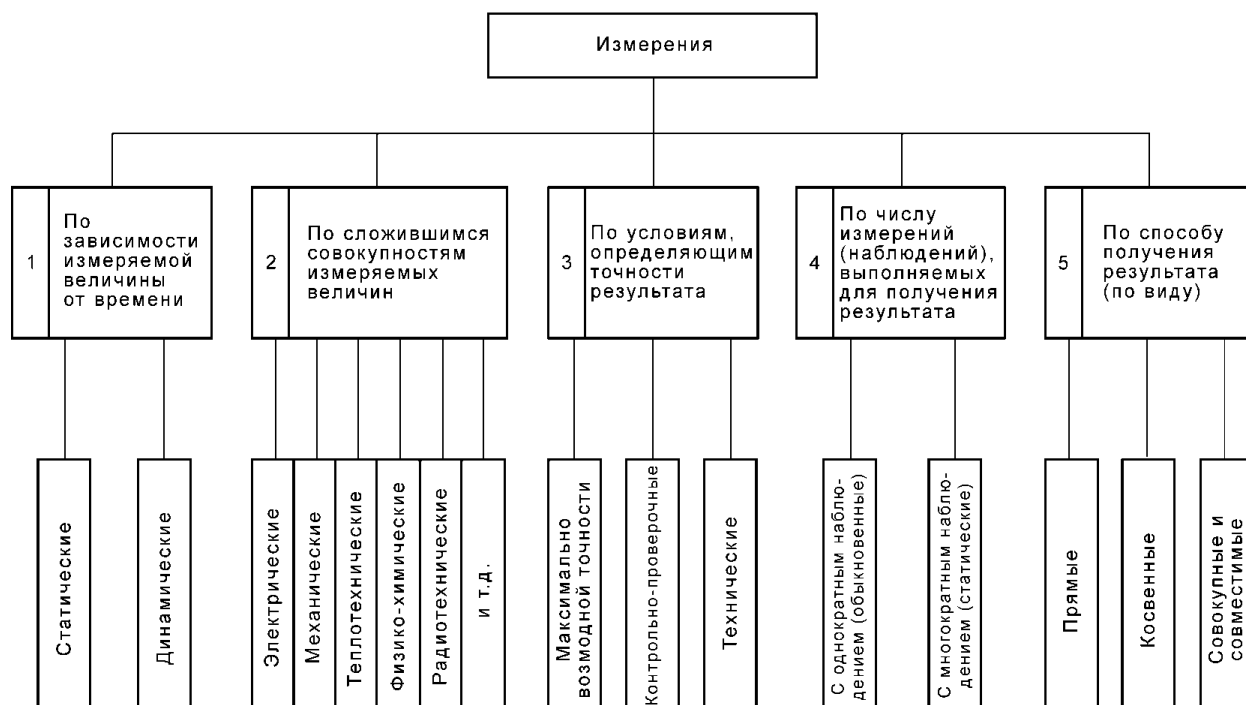 Измерения
1
По
зависимости
измеряемой
величины
от времени
2
По сложившимся
совокупностям
измеряемых
величин
3
По условиям,
определяющим
точности
результата
4
По числу
измерений
(наблюдений),
выполняемых
для получения
результата
5
По способу
получения
результата
(по виду)
Статические
Динамические
Электрические
Механические
Теплотехнические
Физико-химические
Радиотехнические
и т.д.
Максимально
возмодной точности
Контрольно-проверочные
Технические
С однократным наблю-
дением (обыкновенные)
С многократным наблю-
дением (статические)
Прямые
Косвенные
Совокупные и
совместимые